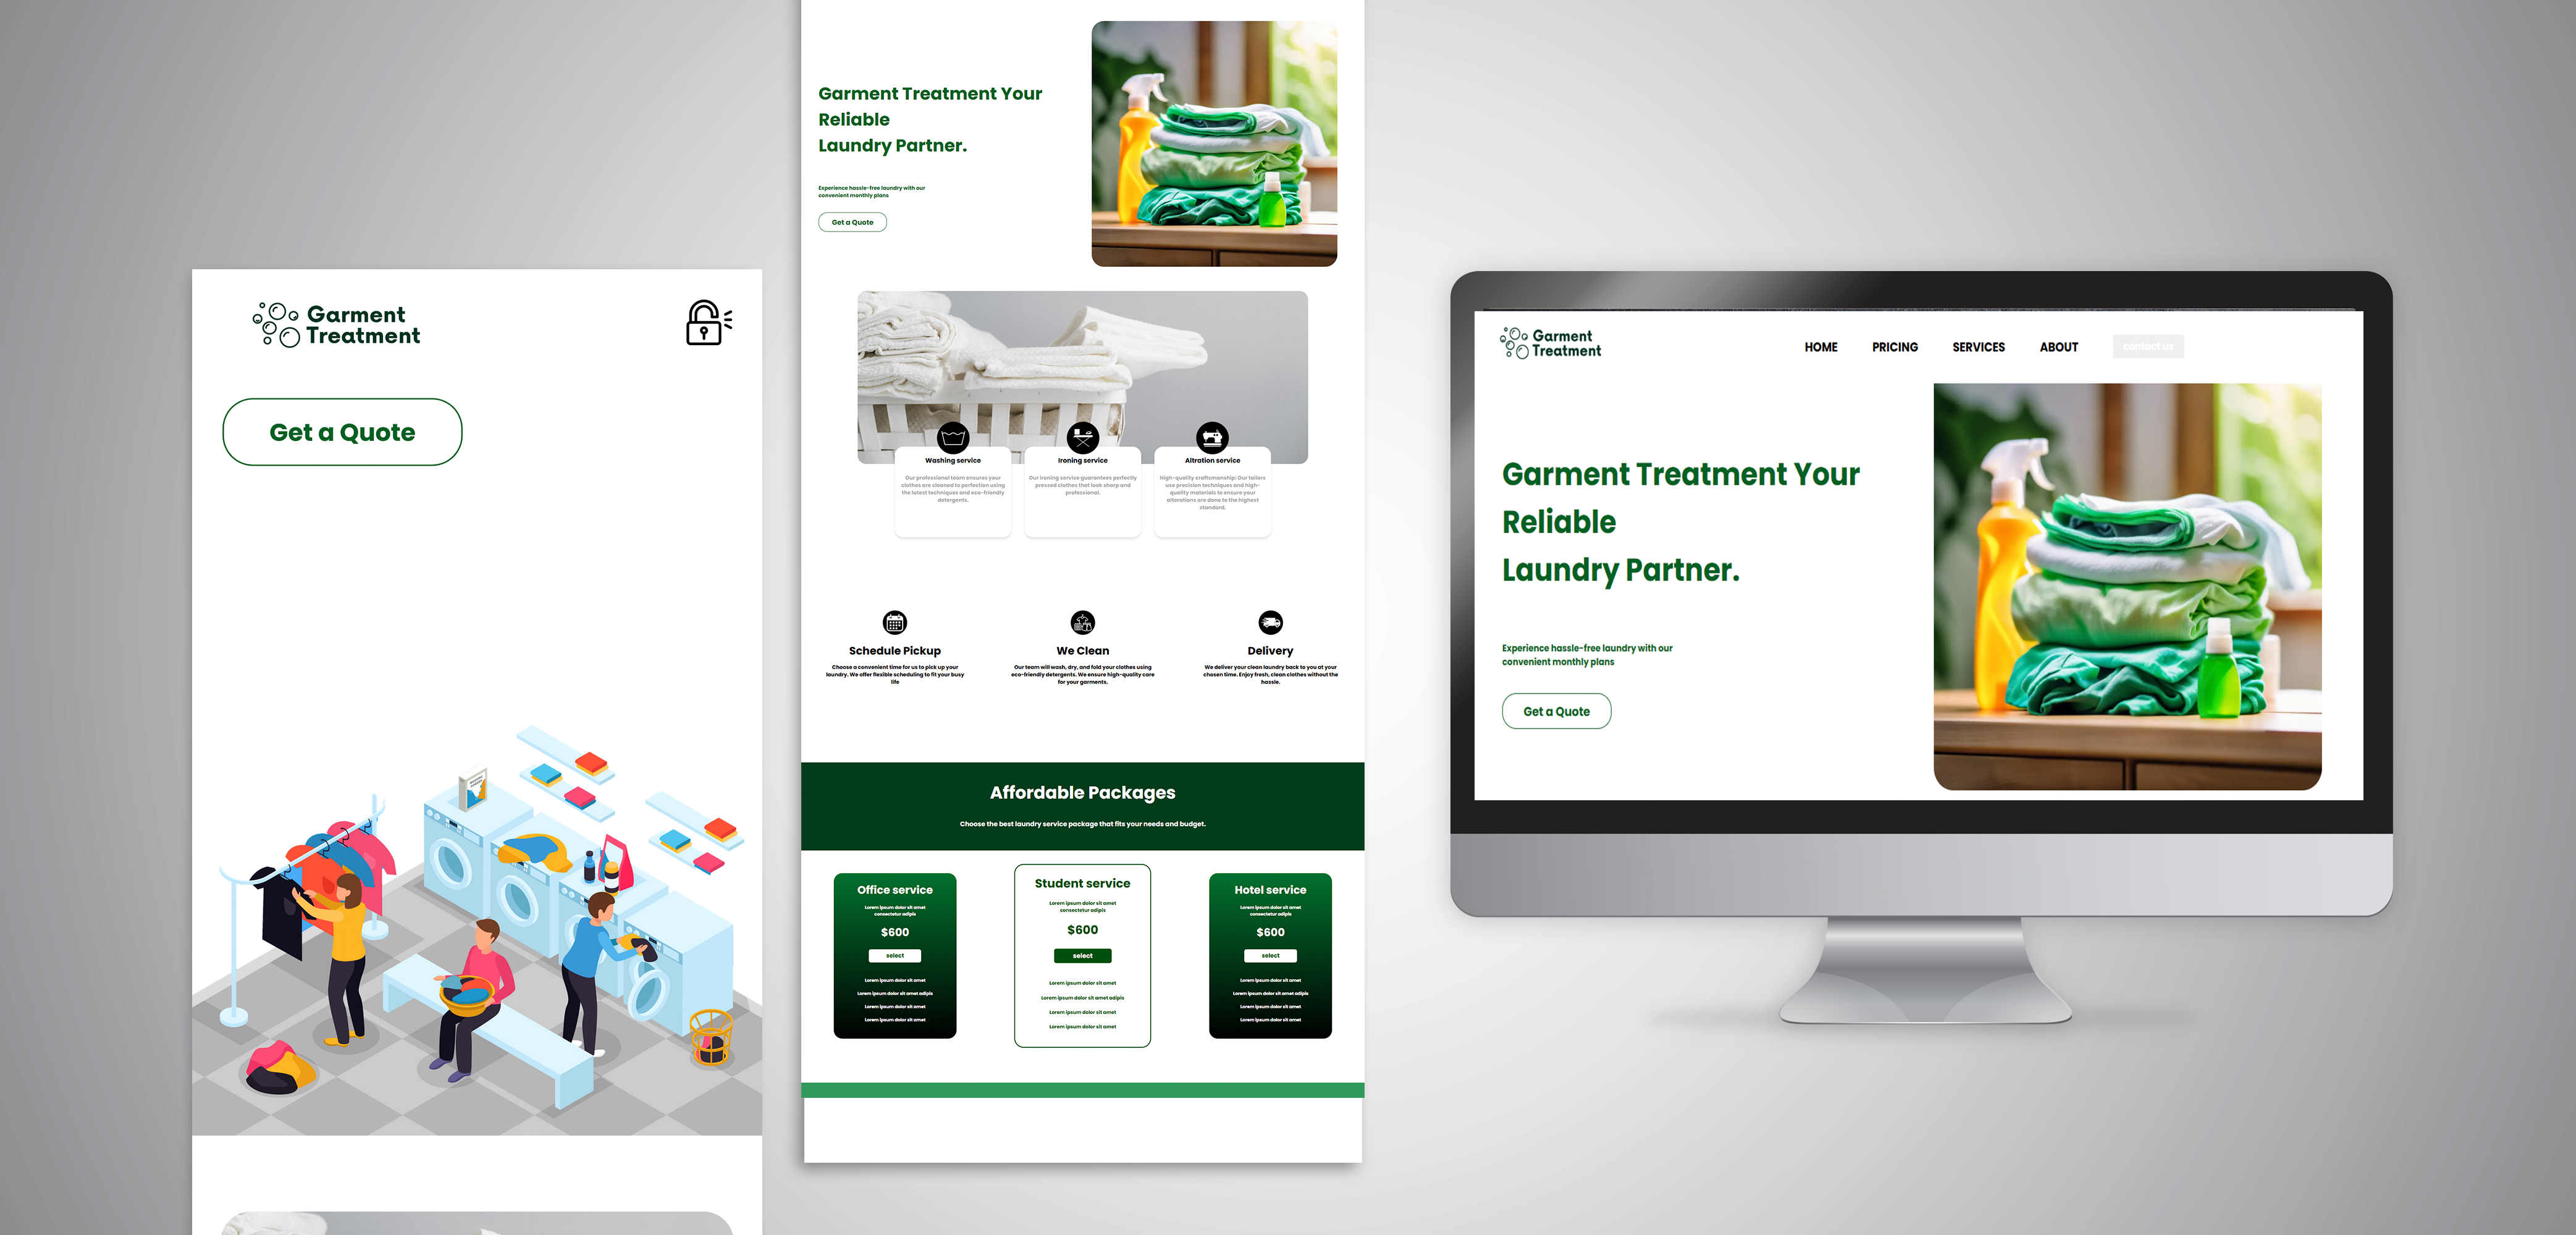 Garment
Treatment
Get a Quote
Garment Treatment Your
Reliable
Laundry Partner.
Experience hassle-free laundry with our
convenient monthly plans
Get a Quote
Washing service
Our professional team ensures your
clothes are cleaned to perfection using
the latest techniques and eco-friendly
detergents.
Ironing service
Our ironing service guarantees perfectly
pressed clothes that look sharp and
professional.
Altration service
High-quality craftsmanship: Our tailors
use precision techniques and high-
quality materials to ensure your
alterations are done to the highest
standard.
Schedule Pickup
Choose a convenient time for us to pick up your
laundry. We offer flexible scheduling to fit your busy
life
We Clean
Our team will wash, dry, and fold your clothes using
eco-friendly detergents. We ensure high-quality care
for your garments.
Delivery
We deliver your clean laundry back to you at your
chosen time. Enjoy fresh, clean clothes without the
hassle.
Affordable Packages
Choose the best laundry service package that fits your needs and budget.
Office service
Lorem ipsum dolor sit amet
consectetur adipis
$600
select
Lorem ipsum dolor sit amet
Lorem ipsum dolor sit amet adipis
Lorem ipsum dolor sit amet
Lorem ipsum dolor sit amet
Student service
Lorem ipsum dolor sit amet
consectetur adipis
$600
select
Lorem ipsum dolor sit amet
Lorem ipsum dolor sit amet adipis
Lorem ipsum dolor sit amet
Lorem ipsum dolor sit amet
Hotel service
Lorem ipsum dolor sit amet
consectetur adipis
$600
select
Lorem ipsum dolor sit amet
Lorem ipsum dolor sit amet adipis
Lorem ipsum dolor sit amet
Lorem ipsum dolor sit amet
Garment
Treatment
HOME PRICING SERVICES ABOUT contact us
Garment Treatment Your
Reliable
Laundry Partner.
Experience hassle-free laundry with our
convenient monthly plans
Get a Quote